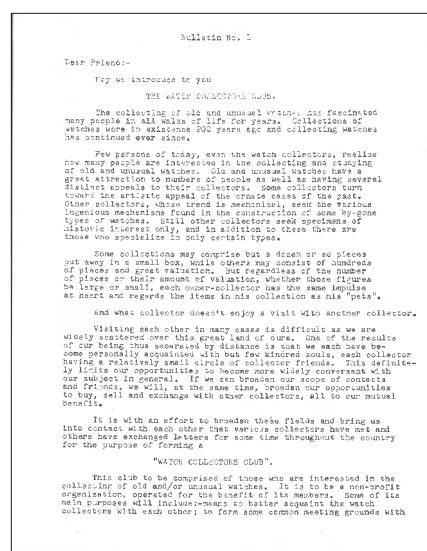 Bulletin No. 1
Dear Friend:-
May we introduce to you
THE WATCH COLLECTORS CLUB.
The collecting of old and unusual watches has fascinated
many people in all walks of life for years. Collections of
watches were in existence 200 years ago and collecting watches
has continued ever since.
Few persons of today, even the watch collectors, realize
how many people are interested in the collecting and studying
of old and unusual watches. Old and unusual watches have a
great attraction to numbers of people as well as having several
distinct appeals to their collectors. Some collectors turn
toward the artistic appeal of the ornate cases of the past.
Other collectors, whose trend is mechanical, seek the various
ingenious mechanisms found in the construction of some by-gone
types of watches. Still other collectors seek specimens of
historic interest only, and in addition to these there are
those who specialize in only certain types.
Some collections may comprise but a dozen or so pieces
put away in a small box, while others may consist of hundreds
of pieces and great valuation. But regardless of the number
of pieces or their amount of valuation, whether those figures
be large or small, each owner-collector has the same impulse
at heart and regards the items in his collection as his "pets".
And what collector doesn't enjoy a visit with another collector.
Visiting each other in many cases is difficult as we are
widely scattered over this great land of ours. One of the results
of our being thus seperated by distance is that we each have be-
come personally acquainted with but few kindred souls, each collector
having a relatively small circle of collector friends. This definite-
ly limits our opportunities to become more widely conversant with
our subject in general. If we can broaden our scope of contacts
and friends, we will, at the same time, broaden our opportunities
to buy, sell and exchange with other collectors, all to our mutual
benefit.
It is with an effort to broaden these fields and bring us
into contact with each other that various collectors have met and
others have exchanged letters for some time throughout the country
for the purpose of forming a
"WATCH COLLECTORS CLUB".
This club to be comprised of those who are interested in the
collecting of old and/or unusual watches. It is to be a non-profit
organization, operated for the benefit of its members. Some of its
main purposes will include:-means to better acquaint the watch
collectors with each other; to form some common meeting grounds with